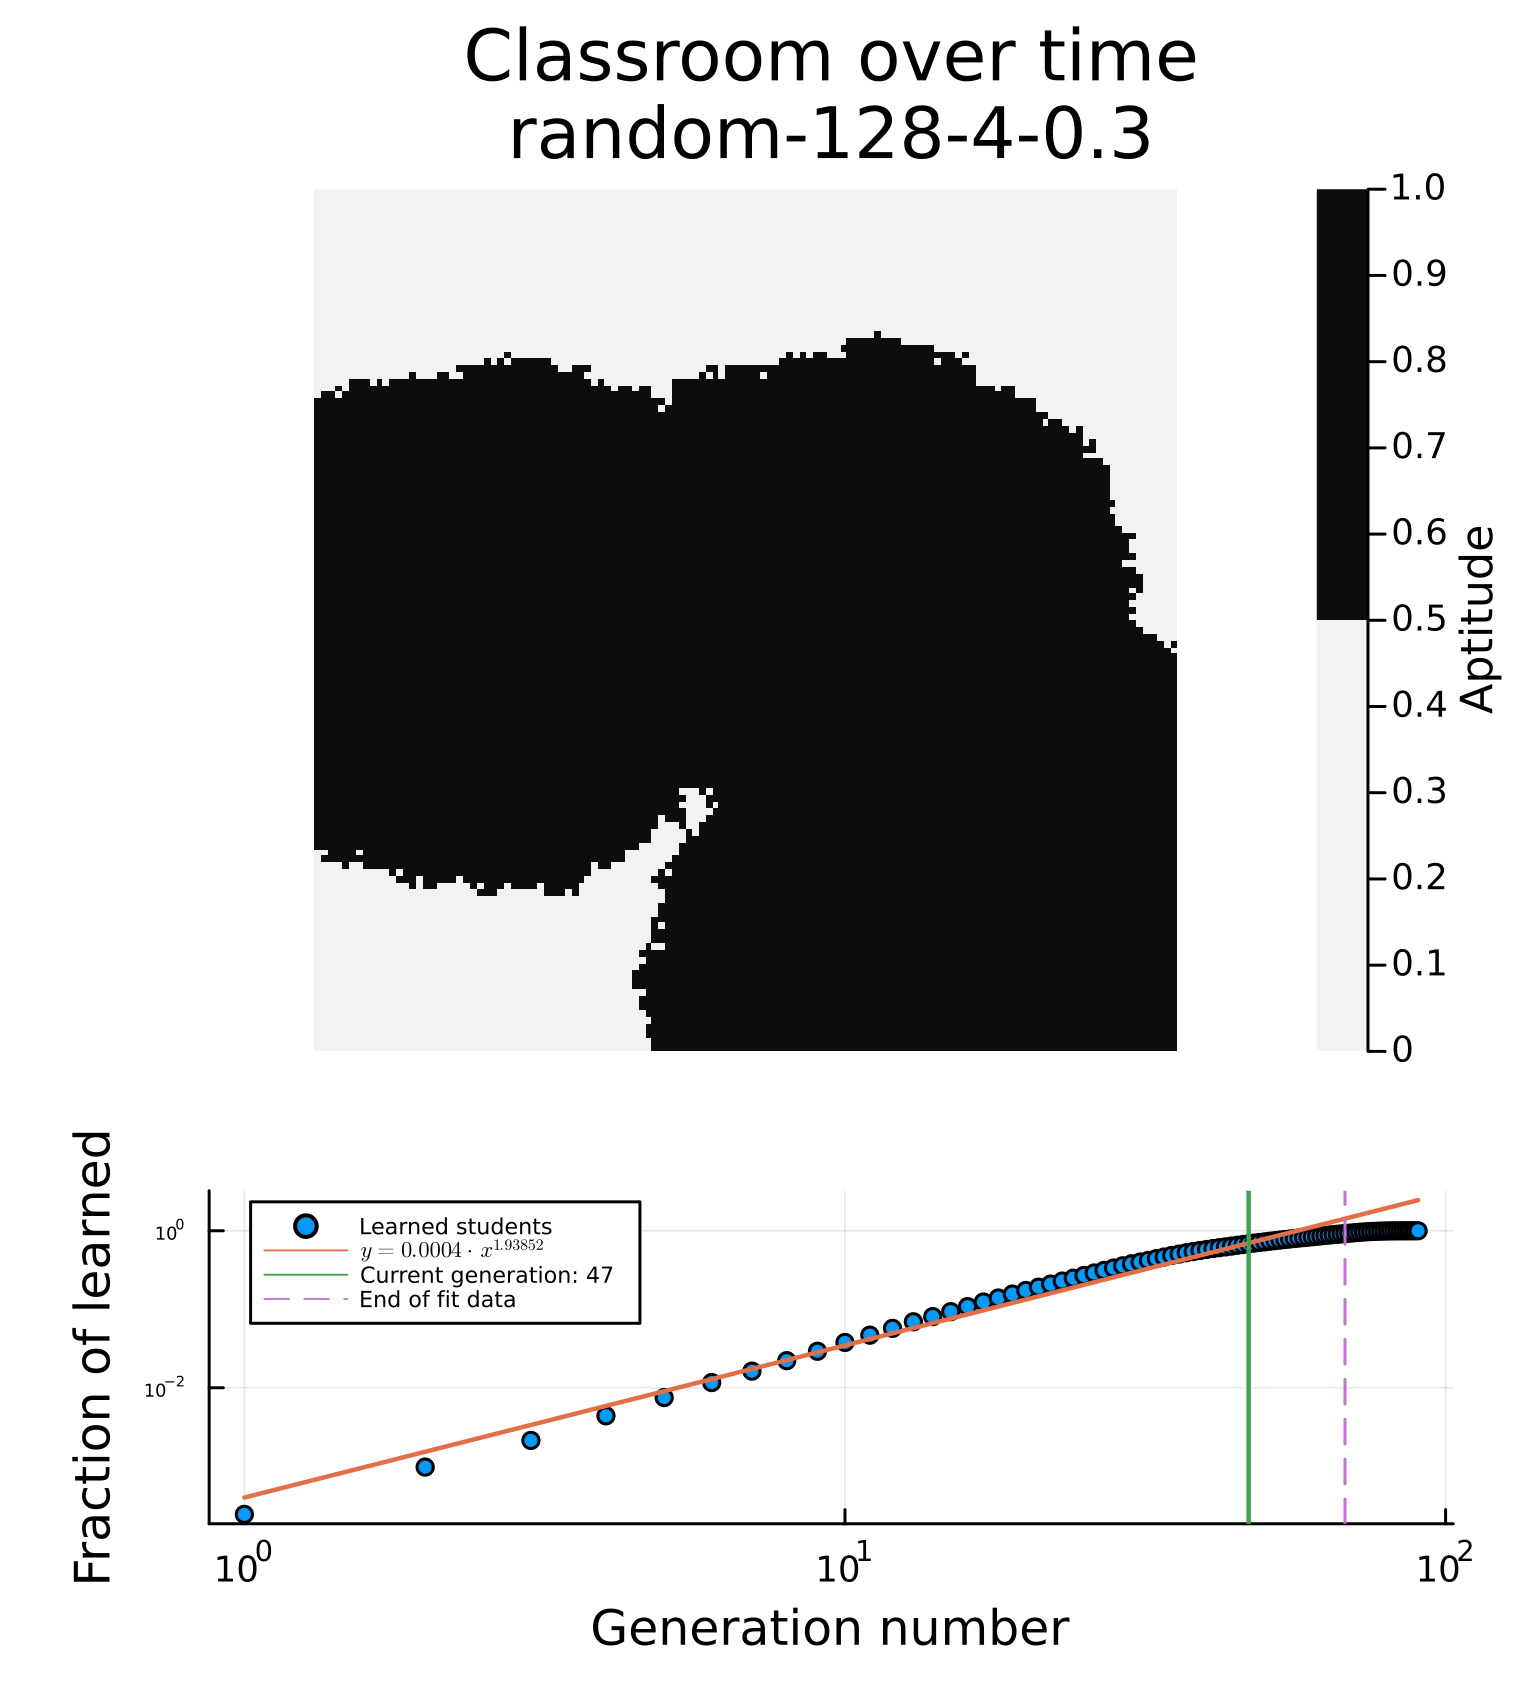 Classroom over time
random-128-4-0.3
1.0
0.9
0.8
0.7
0.6
0.5
0.4
0.3
0.2
0.1
0
Aptitude
Fraction of learned
10^0
10^-2
Learned students
y = 0.0004 · x^1.93852
Current generation: 47
End of fit data
10^0 10^1 10^2
Generation number